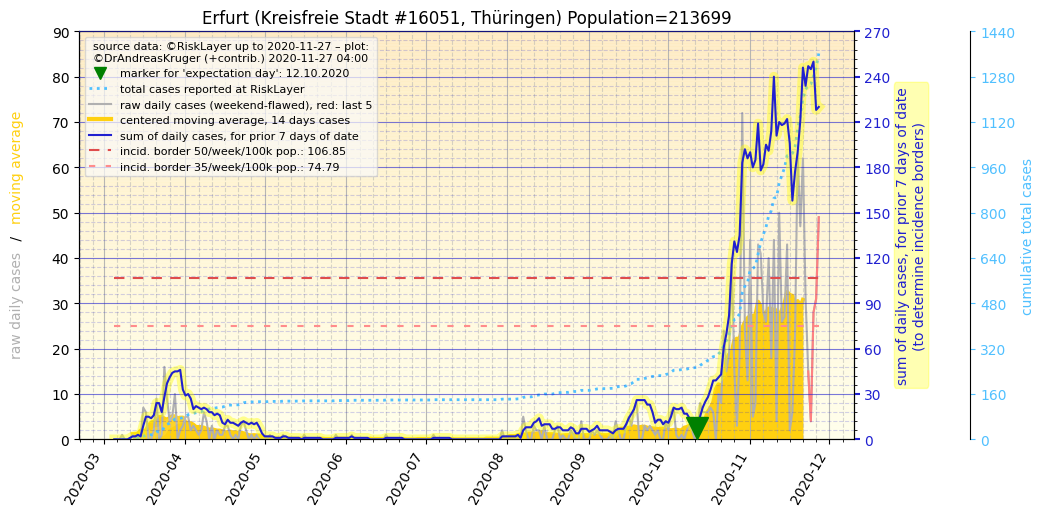 Erfurt (Kreisfreie Stadt #16051, Thüringen) Population=213699
source data: ©RiskLayer up to 2020-11-27 – plot:
©DrAndreasKruger (+contrib.) 2020-11-27 04:00
marker for 'expectation day': 12.10.2020
total cases reported at RiskLayer
raw daily cases (weekend-flawed), red: last 5
centered moving average, 14 days cases
sum of daily cases, for prior 7 days of date
incid. border 50/week/100k pop.: 106.85
incid. border 35/week/100k pop.: 74.79
raw daily cases / moving average
90
80
70
60
50
40
30
20
10
0
2020-03
2020-04
2020-05
2020-06
2020-07
2020-08
2020-09
2020-10
2020-11
2020-12
270
240
210
180
150
120
90
60
30
0
sum of daily cases, for prior 7 days of date
(to determine incidence borders)
1440
1280
1120
960
800
640
480
320
160
0
cumulative total cases